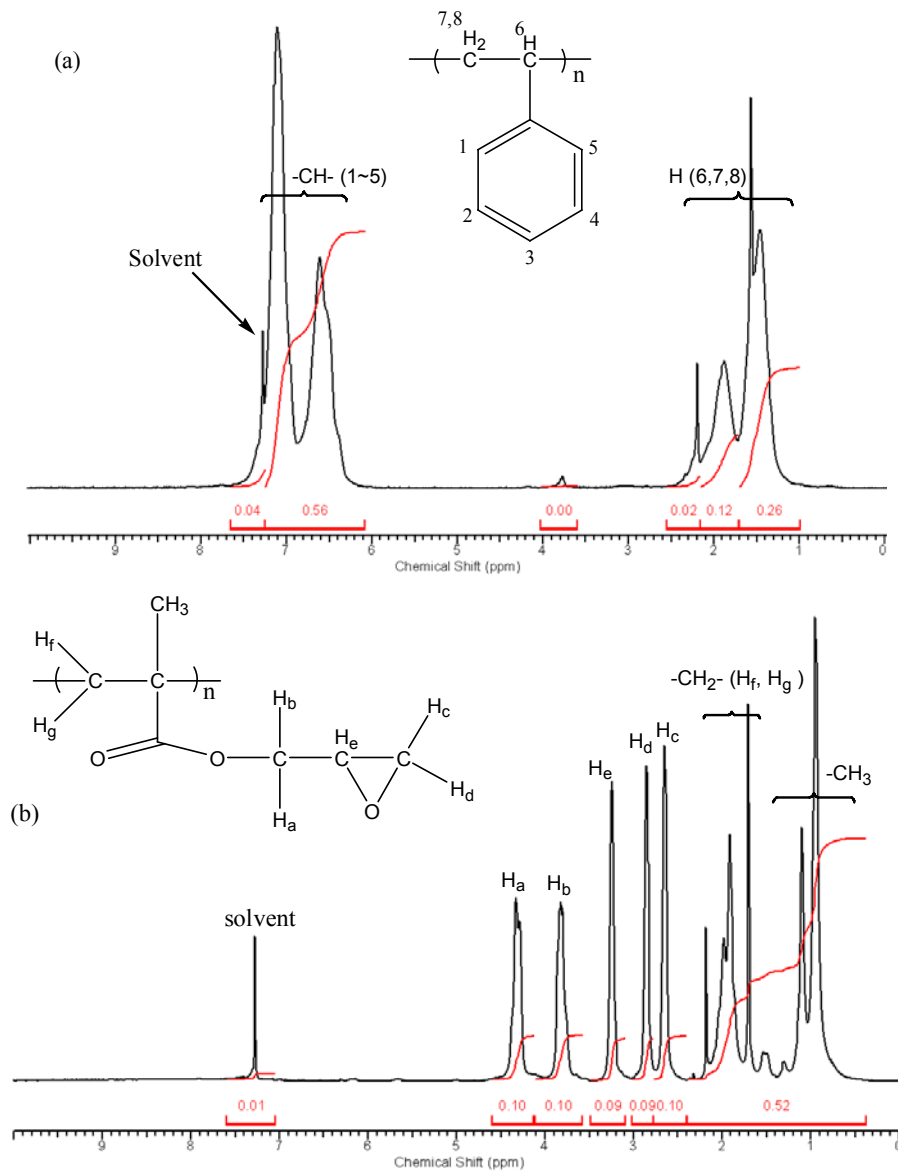 (a)
7,8
H2
C
6
H
C
n
1
5
2
4
3
-CH- (1~5)
H (6,7,8)
Solvent
0.04 0.56 0.00 0.02 0.12 0.26
9 8 7 6 5 4 3 2 1 0
Chemical Shift (ppm)
(b)
CH3
Hf
C C
n
Hg
O O
Hb
C
Ha
He
C C
Hc
Hd
O
solvent
Ha
Hb
He
Hd
Hc
-CH2- (Hf, Hg )
-CH3
0.01 0.10 0.10 0.09 0.09 0.10 0.52
9 8 7 6 5 4 3 2 1 0
Chemical Shift (ppm)